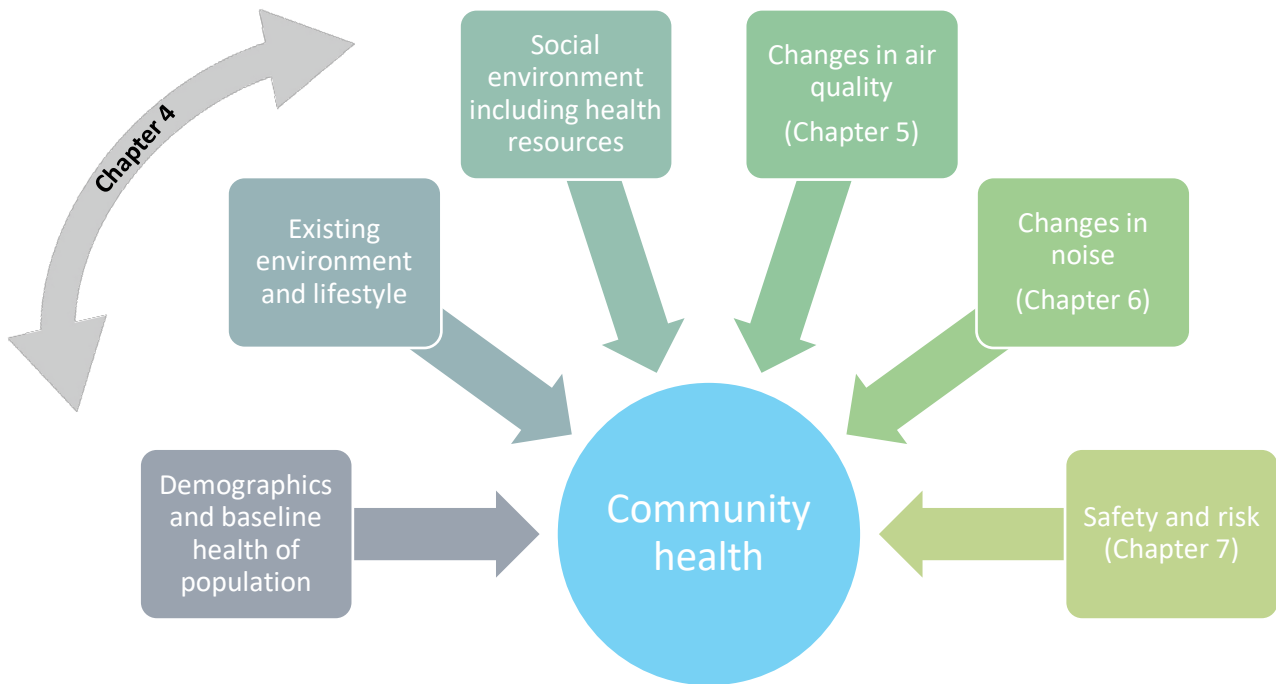 Chapter 4
Social
environment
including health
resources
Changes in air
quality
(Chapter 5)
Existing
environment
and lifestyle
Changes in
noise
(Chapter 6)
Demographics
and baseline
health of
population
Community
health
Safety and risk
(Chapter 7)